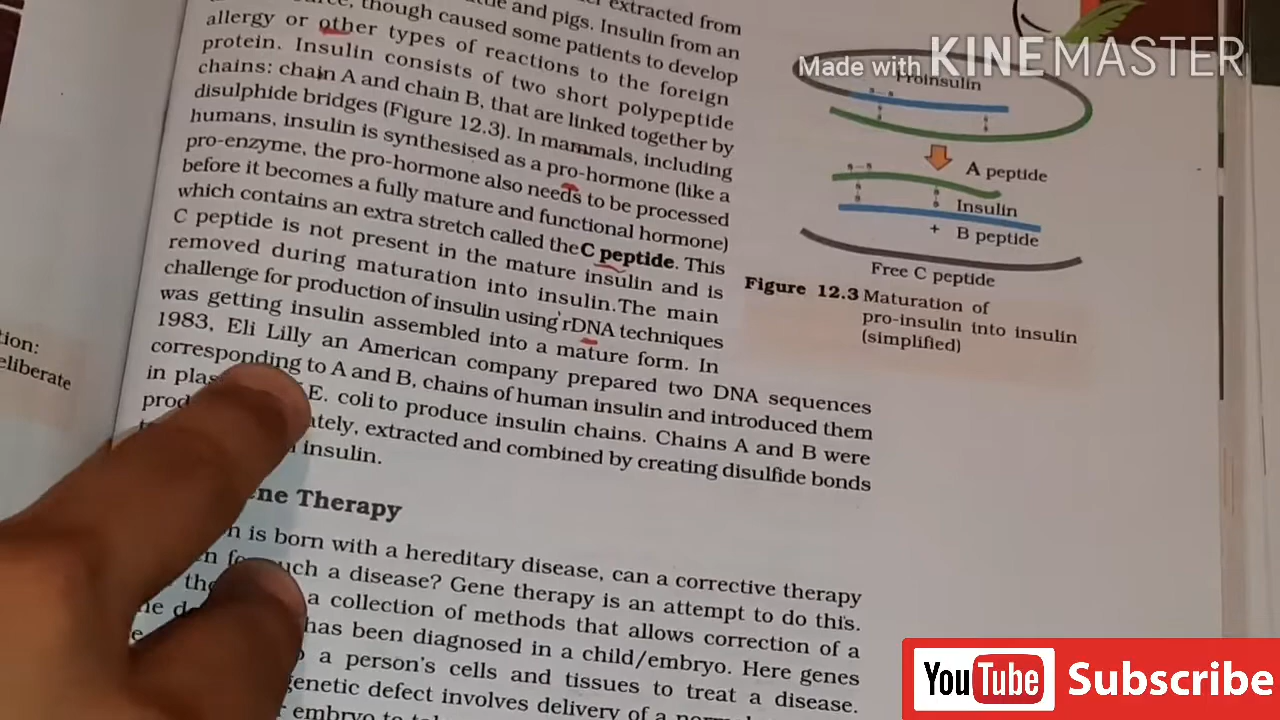 extracted from
and pigs. Insulin from an
though caused some patients to develop
allergy or other types of reactions to the foreign
protein. Insulin consists of two short polypeptide
chains: chain A and chain B, that are linked together by
disulphide bridges (Figure 12.3). In mammals, including
humans, insulin is synthesised as a pro-hormone (like a
pro-enzyme, the pro-hormone also needs to be processed
before it becomes a fully mature and functional hormone)
which contains an extra stretch called the C peptide. This
C peptide is not present in the mature insulin and is
removed during maturation into insulin. The main
challenge for production of insulin using rDNA techniques
was getting insulin assembled into a mature form. In
1983, Eli Lilly an American company prepared two DNA sequences
corresponding to A and B, chains of human insulin and introduced them
in E. coli to produce insulin chains. Chains A and B were
extracted and combined by creating disulfide bonds
insulin.
Therapy
is born with a hereditary disease, can a corrective therapy
such a disease? Gene therapy is an attempt to do this.
a collection of methods that allows correction of a
has been diagnosed in a child/embryo. Here genes
a person's cells and tissues to treat a disease.
genetic defect involves delivery of a
embryo to
Made with KINEMASTER
Proinsulin
s–s
s
s
s
s
s–s
A peptide
s
s
s
s
Insulin
+ B peptide
Free C peptide
Figure 12.3 Maturation of
pro-insulin into insulin
(simplified)
deliberate
YouTube Subscribe